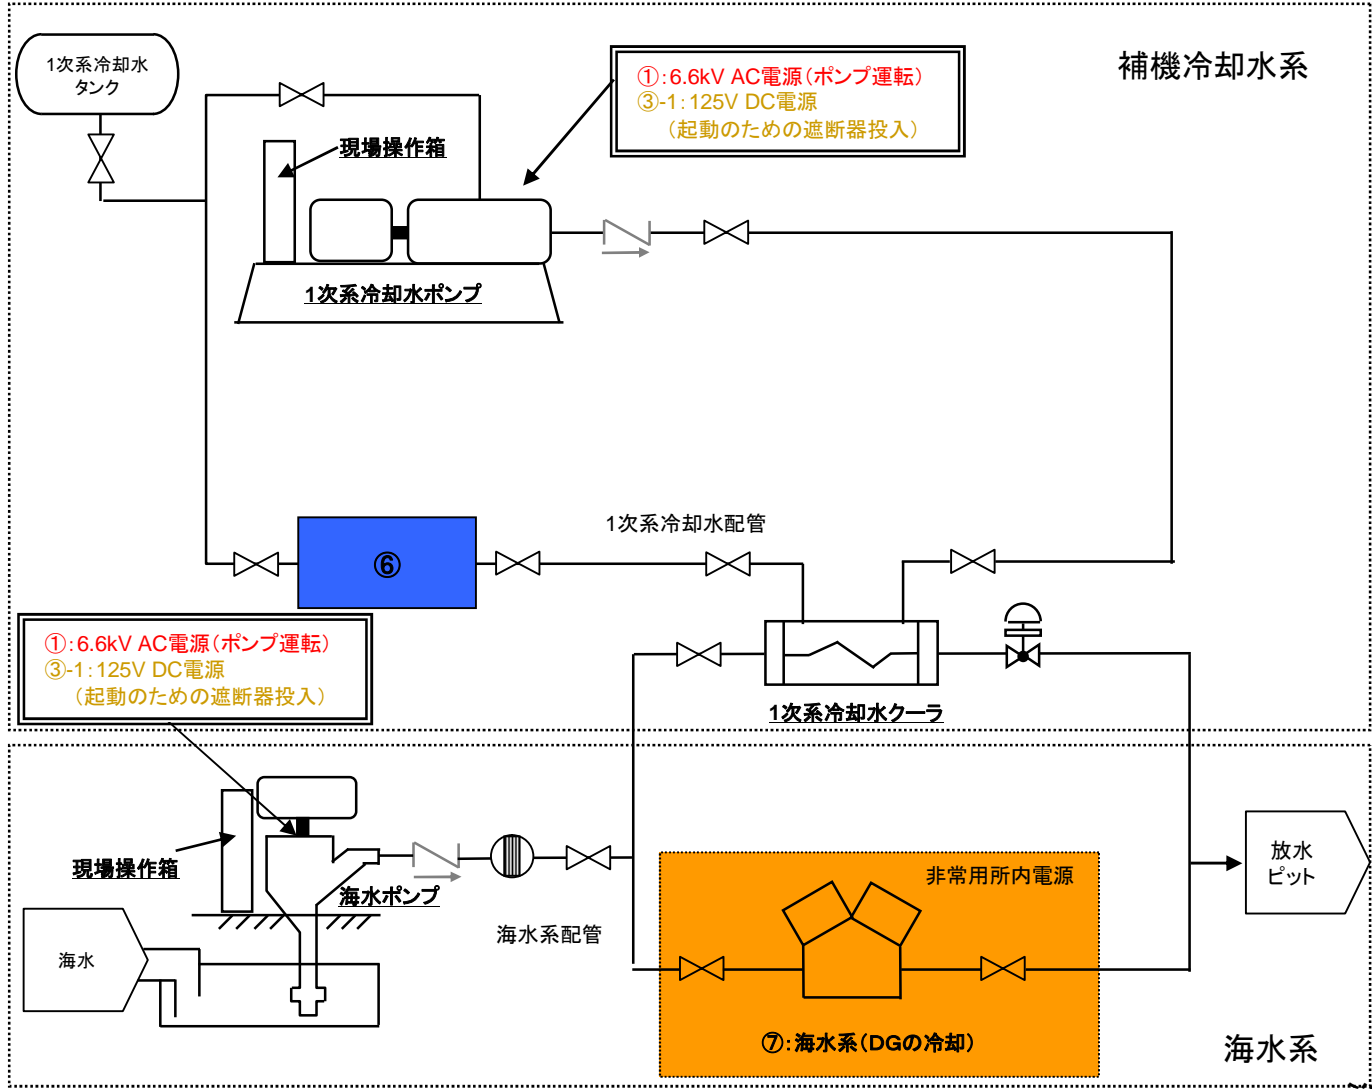 補機冷却水系
1次系冷却水
タンク
①:6.6kV AC電源(ポンプ運転)
③-1:125V DC電源
(起動のための遮断器投入)
現場操作箱
1次系冷却水ポンプ
1次系冷却水配管
⑥
①:6.6kV AC電源(ポンプ運転)
③-1:125V DC電源
(起動のための遮断器投入)
1次系冷却水クーラ
現場操作箱
海水ポンプ
海水
海水系配管
非常用所内電源
⑦:海水系(DGの冷却)
放水
ピット
海水系